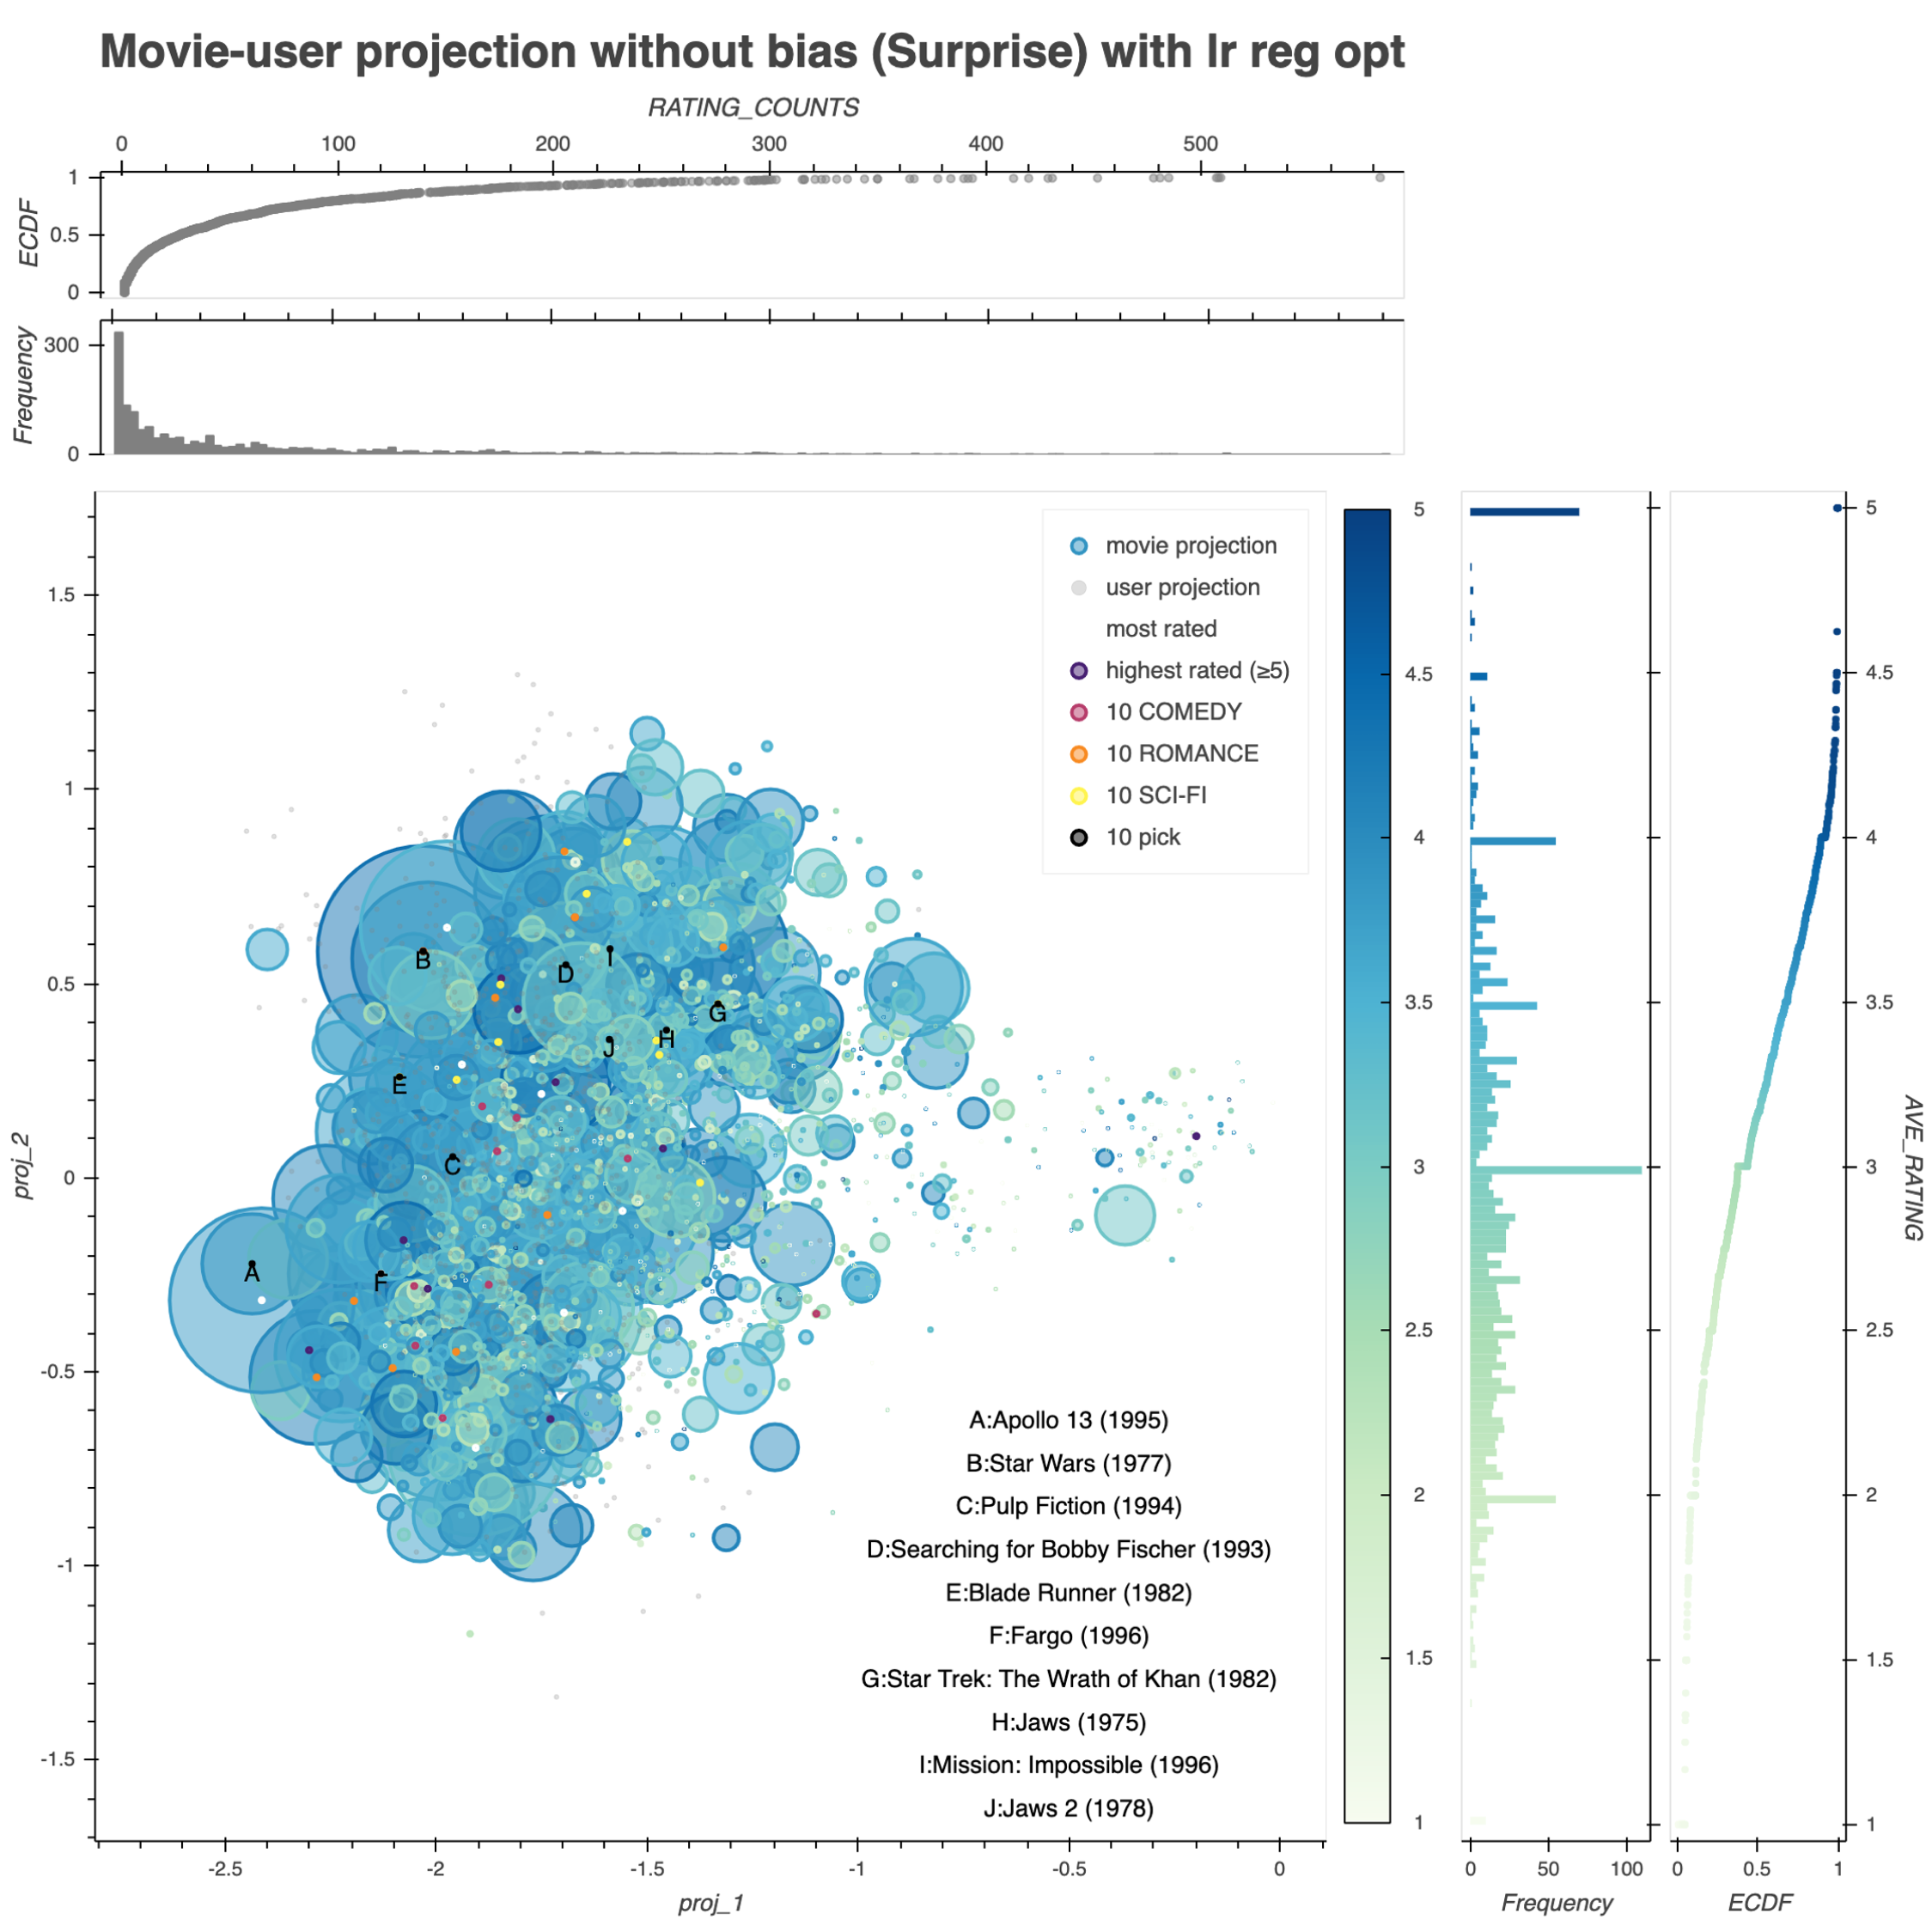 Movie-user projection without bias (Surprise) with lr reg opt
RATING_COUNTS
0 100 200 300 400 500
ECDF
1
0.5
0
Frequency
300
0
proj_2
1.5
1
0.5
0
-0.5
-1
-1.5
movie projection
user projection
most rated
highest rated (≥5)
10 COMEDY
10 ROMANCE
10 SCI-FI
10 pick
B
D
I
G
H
J
E
C
A
F
A:Apollo 13 (1995)
B:Star Wars (1977)
C:Pulp Fiction (1994)
D:Searching for Bobby Fischer (1993)
E:Blade Runner (1982)
F:Fargo (1996)
G:Star Trek: The Wrath of Khan (1982)
H:Jaws (1975)
I:Mission: Impossible (1996)
J:Jaws 2 (1978)
-2.5 -2 -1.5 -1 -0.5 0
proj_1
5
4.5
4
3.5
3
2.5
2
1.5
1
0 50 100
Frequency
0 0.5 1
ECDF
5
4.5
4
3.5
3
2.5
2
1.5
1
AVE_RATING